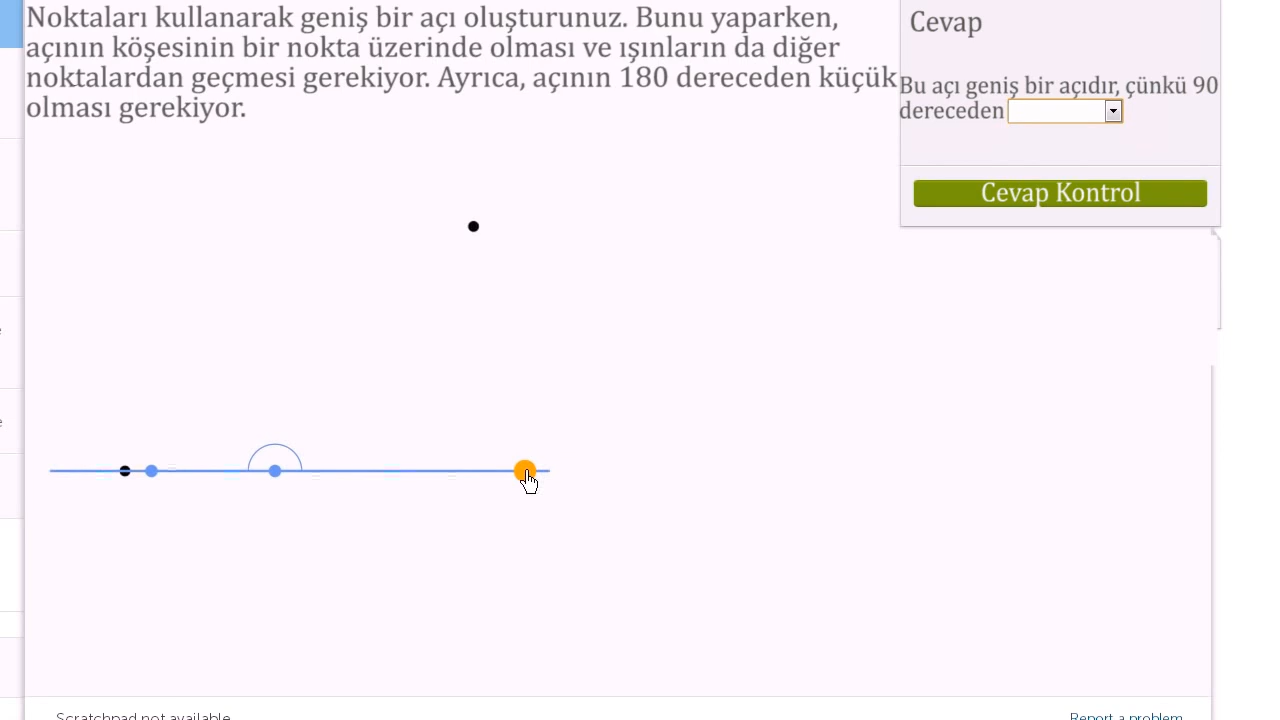 Noktaları kullanarak geniş bir açı oluşturunuz. Bunu yaparken,
açının köşesinin bir nokta üzerinde olması ve ışınların da diğer
noktalardan geçmesi gerekiyor. Ayrıca, açının 180 dereceden küçük
olması gerekiyor.
Cevap
Bu açı geniş bir açıdır, çünkü 90
dereceden
Cevap Kontrol
e
e
Scratchpad not available
Report a problem